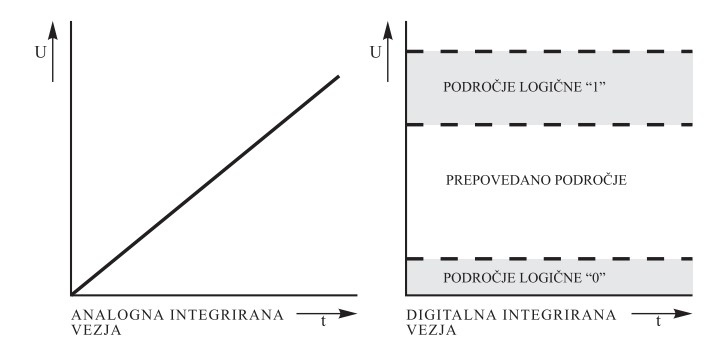 U
ANALOGNA INTEGRIRANA
VEZJA
t
U
PODROČJE LOGIČNE “1”
PREPOVEDANO PODROČJE
PODROČJE LOGIČNE “0”
DIGITALNA INTEGRIRANA
VEZJA
t